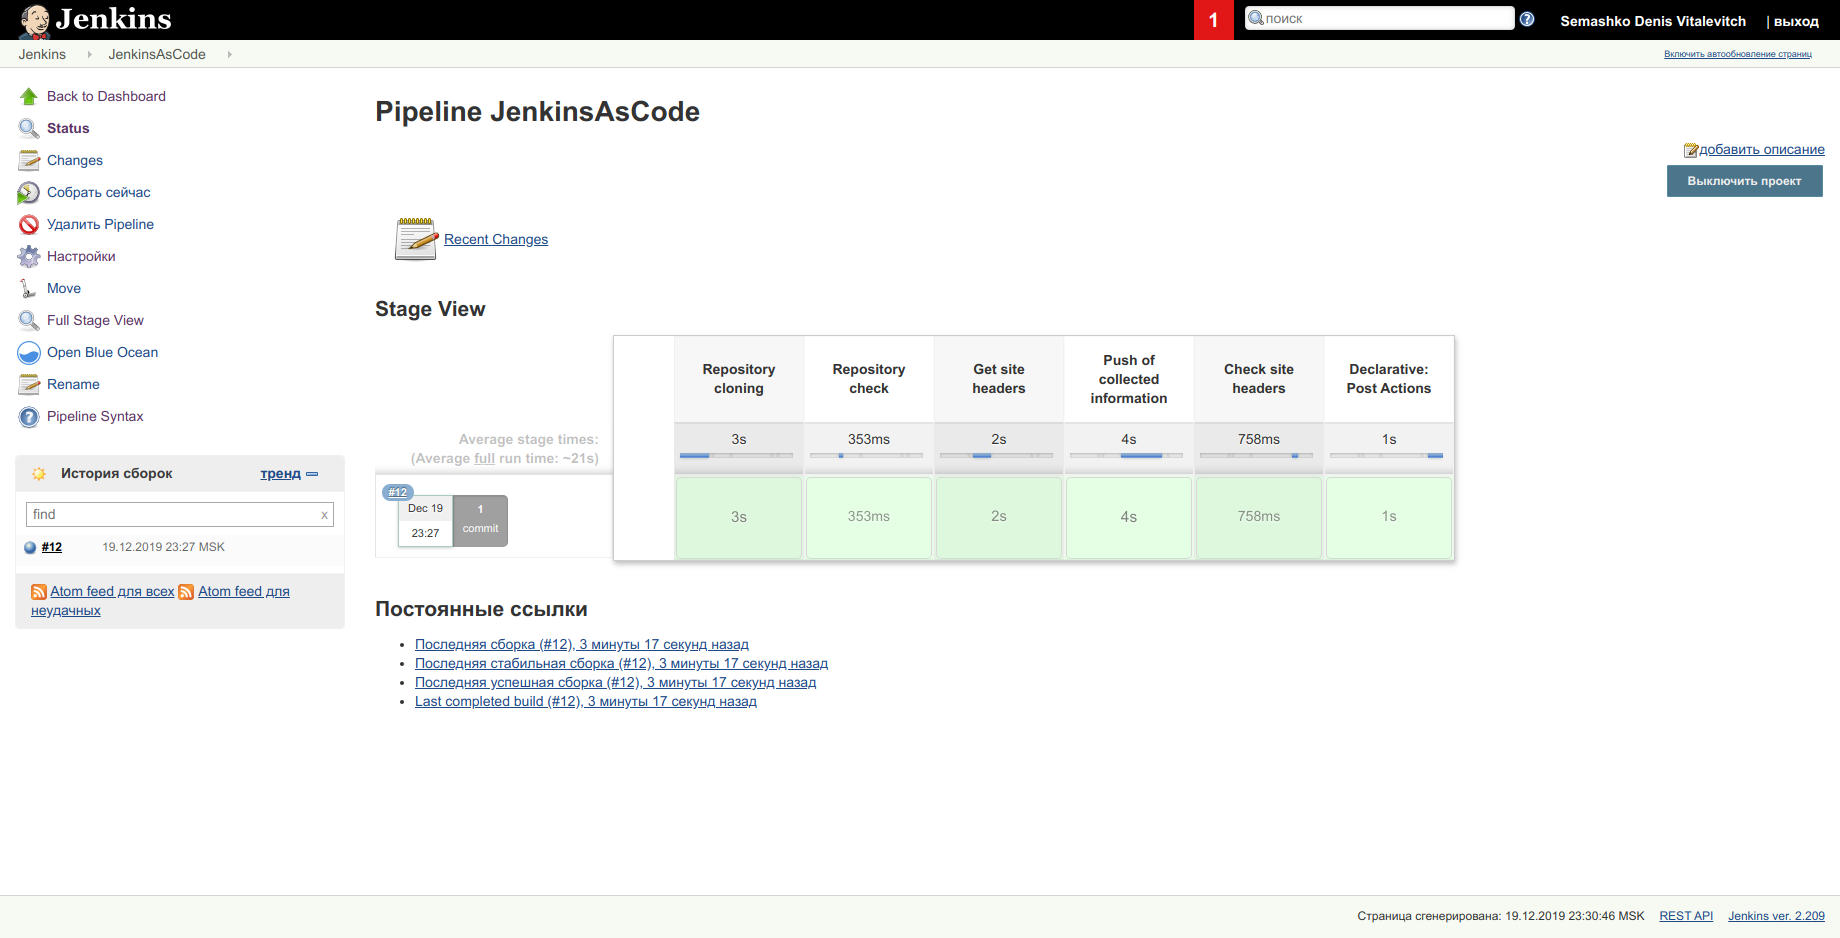 Jenkins
1
поиск
Semashko Denis Vitalevitch
| выход
Jenkins
JenkinsAsCode
Включить автообновление страниц
Back to Dashboard
Status
Changes
Собрать сейчас
Удалить Pipeline
Настройки
Move
Full Stage View
Open Blue Ocean
Rename
Pipeline Syntax
История сборок
тренд
find
x
#12
19.12.2019 23:27 MSK
Atom feed для всех
Atom feed для
неудачных
Pipeline JenkinsAsCode
добавить описание
Выключить проект
Recent Changes
Stage View
Repository
cloning
Repository
check
Get site
headers
Push of
collected
information
Check site
headers
Declarative:
Post Actions
Average stage times:
(Average full run time: ~21s)
3s
353ms
2s
4s
758ms
1s
#12
Dec 19
23:27
1
commit
3s
353ms
2s
4s
758ms
1s
Постоянные ссылки
Последняя сборка (#12), 3 минуты 17 секунд назад
Последняя стабильная сборка (#12), 3 минуты 17 секунд назад
Последняя успешная сборка (#12), 3 минуты 17 секунд назад
Last completed build (#12), 3 минуты 17 секунд назад
Страница сгенерирована: 19.12.2019 23:30:46 MSK
REST API
Jenkins ver. 2.209